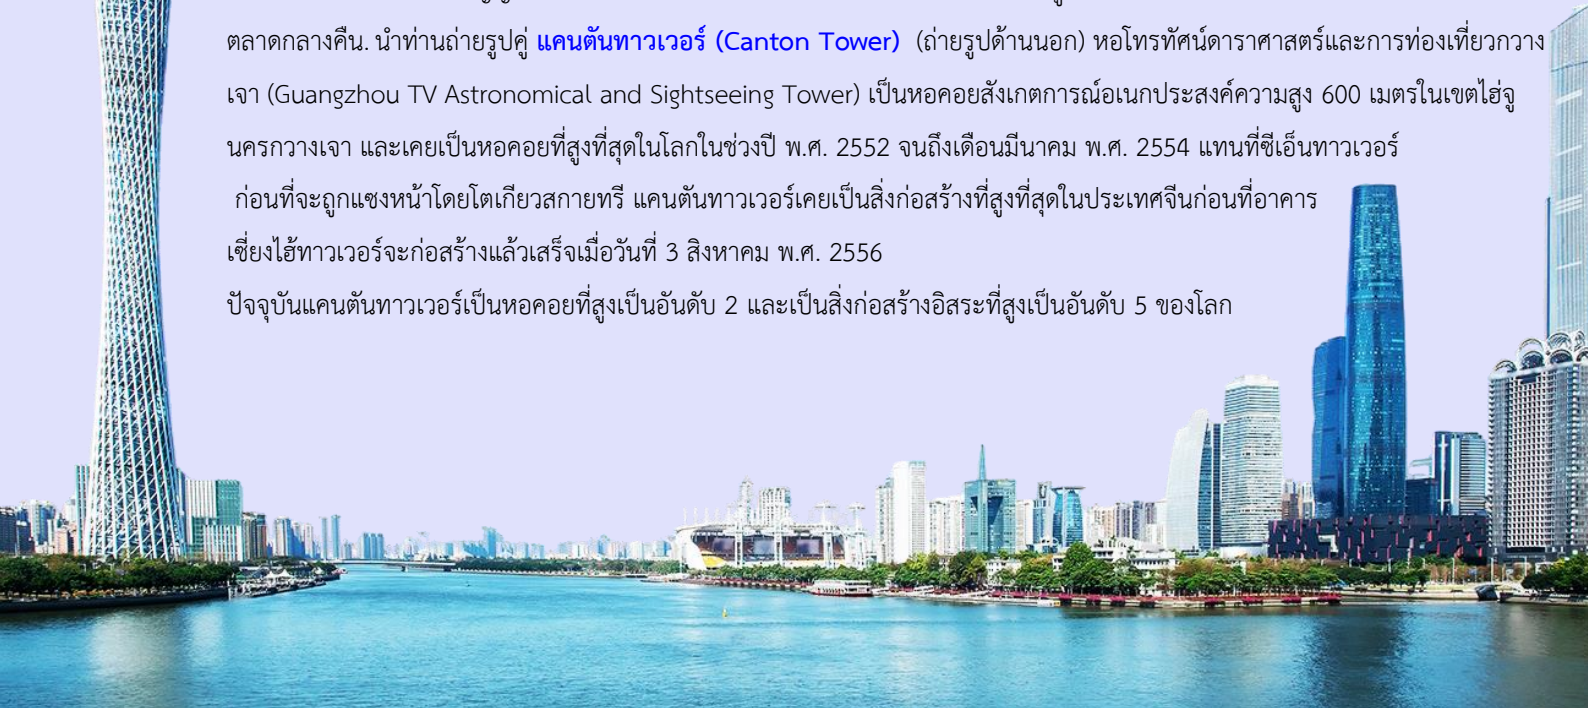 ตลาดกลางคืน. นำท่านถ่ายรูปคู่ แคนตันทาวเวอร์ (Canton Tower) (ถ่ายรูปด้านนอก) หอโทรทัศน์ดาราศาสตร์และการท่องเที่ยวกวาง
เจา (Guangzhou TV Astronomical and Sightseeing Tower) เป็นหอคอยสังเกตการณ์อเนกประสงค์ความสูง 600 เมตรในเขตไฮ่จู
นครกวางเจา และเคยเป็นหอคอยที่สูงที่สุดในโลกในช่วงปี พ.ศ. 2552 จนถึงเดือนมีนาคม พ.ศ. 2554 แทนที่ซีเอ็นทาวเวอร์
ก่อนที่จะถูกแซงหน้าโดยโตเกียวสกายทรี แคนตันทาวเวอร์เคยเป็นสิ่งก่อสร้างที่สูงที่สุดในประเทศจีนก่อนที่อาคาร
เซี่ยงไฮ้ทาวเวอร์จะก่อสร้างแล้วเสร็จเมื่อวันที่ 3 สิงหาคม พ.ศ. 2556
ปัจจุบันแคนตันทาวเวอร์เป็นหอคอยที่สูงเป็นอันดับ 2 และเป็นสิ่งก่อสร้างอิสระที่สูงเป็นอันดับ 5 ของโลก